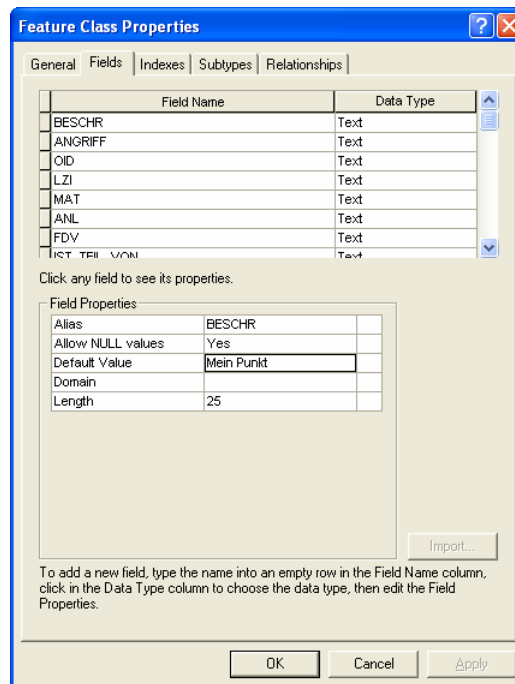 Feature Class Properties
General Fields Indexes Subtypes Relationships
Field Name Data Type
BESCHR Text
ANGRIFF Text
OID Text
LZI Text
MAT Text
ANL Text
FDV Text
IST_TEIL_VON Text
Click any field to see its properties.
Field Properties
Alias BESCHR
Allow NULL values Yes
Default Value Mein Punkt
Domain
Length 25
Import...
To add a new field, type the name into an empty row in the Field Name column,
click in the Data Type column to choose the data type, then edit the Field
Properties.
OK Cancel Apply